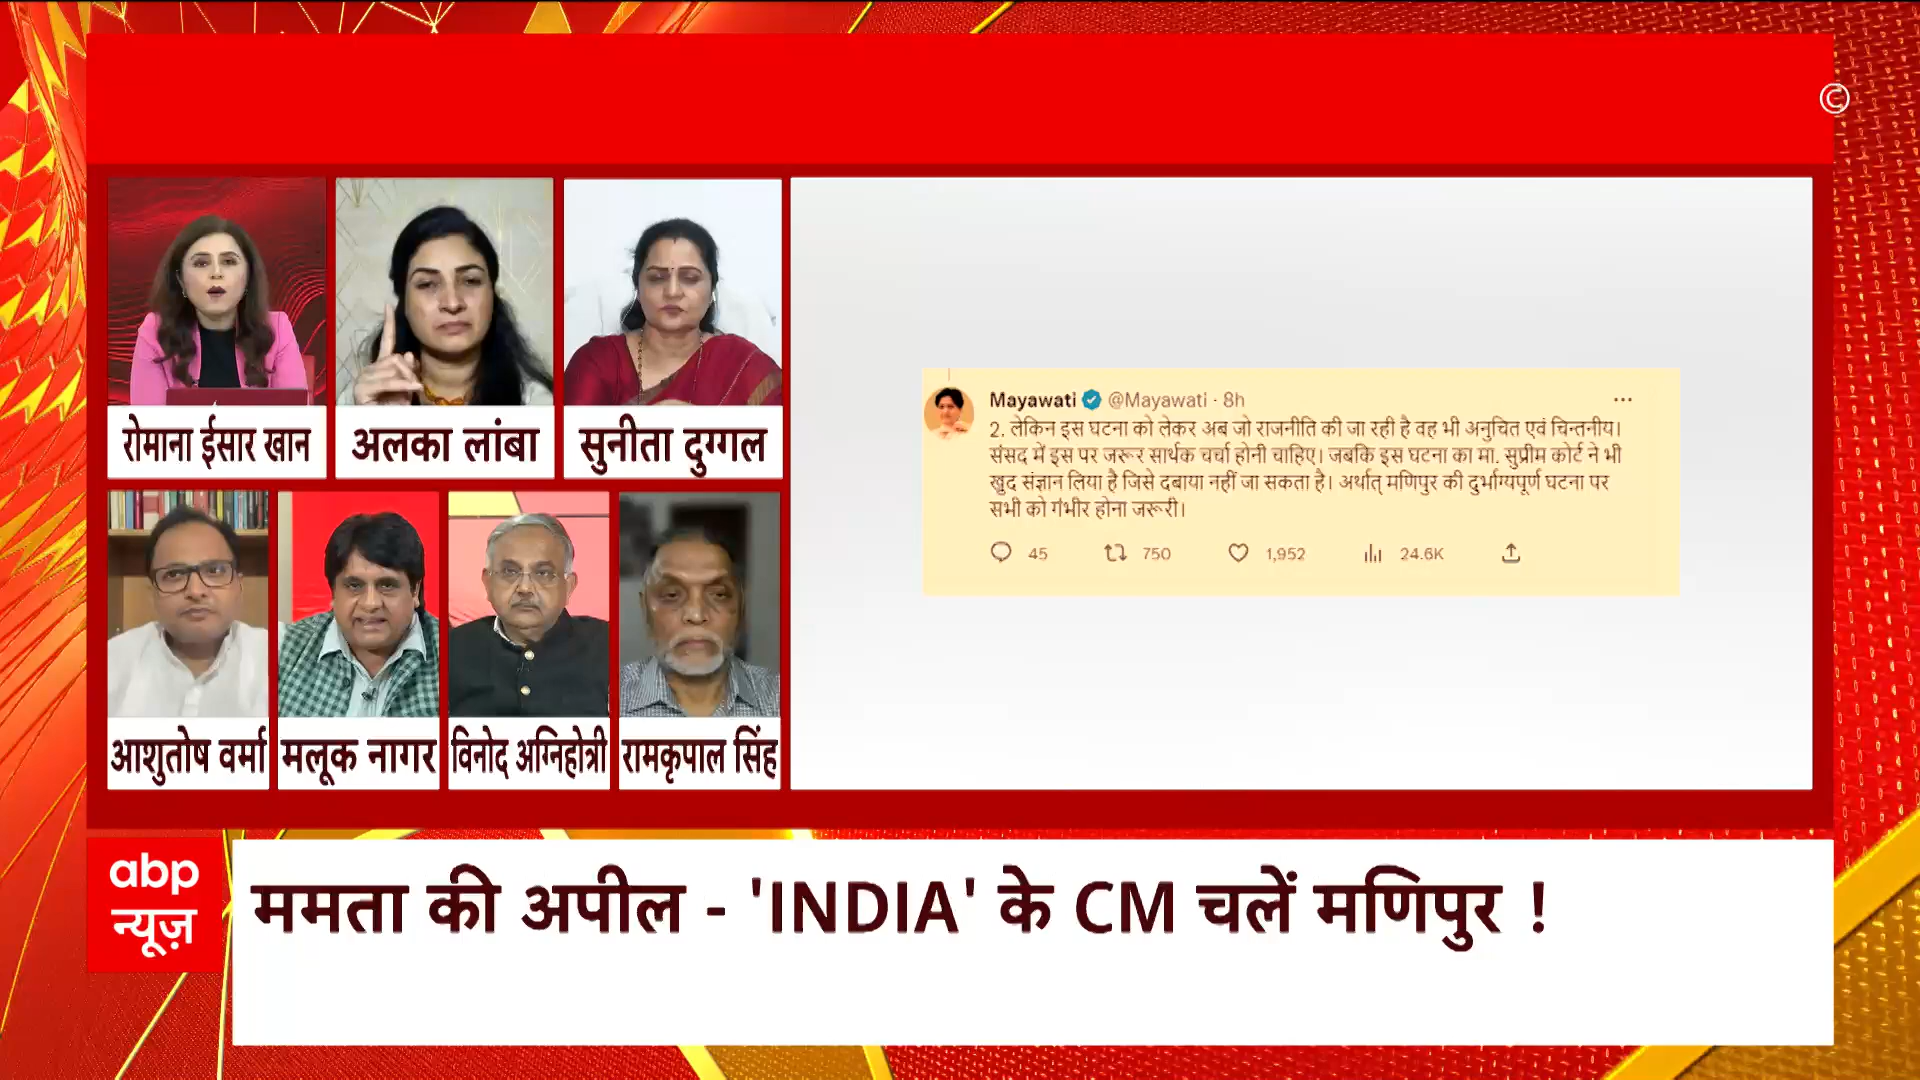 ©
रोमाना ईसार खान
अलका लांबा
सुनीता दुग्गल
आशुतोष वर्मा
मलूक नागर
विनोद अग्निहोत्री
रामकृपाल सिंह
Mayawati @Mayawati · 8h
2. लेकिन इस घटना को लेकर अब जो राजनीति की जा रही है वह भी अनुचित एवं चिन्तनीय।
संसद में इस पर जरूर सार्थक चर्चा होनी चाहिए। जबकि इस घटना का मा. सुप्रीम कोर्ट ने भी
खुद संज्ञान लिया है जिसे दबाया नहीं जा सकता है। अर्थात् मणिपुर की दुर्भाग्यपूर्ण घटना पर
सभी को गंभीर होना जरूरी।
45 750 1,952 24.6K
abp
न्यूज़
ममता की अपील - 'INDIA' के CM चलें मणिपुर !